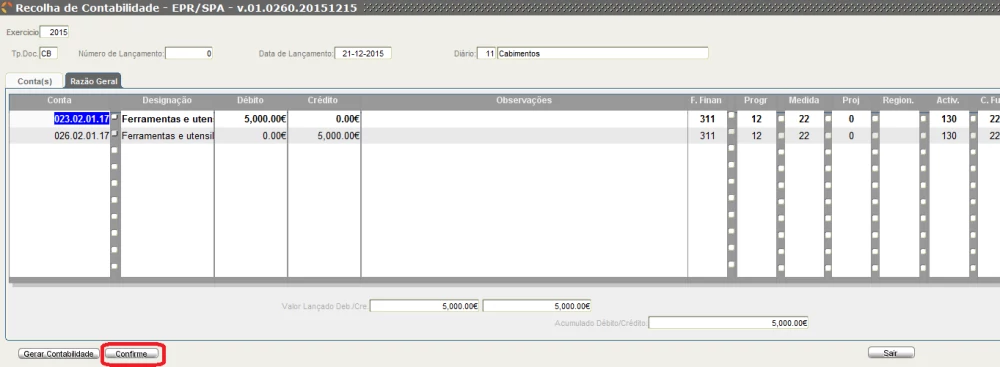 Recolha de Contabilidade - EPR/SPA - v.01.0260.20151215
Exercicio 2015
Tp.Doc. CB Número de Lançamento: 0 Data de Lançamento: 21-12-2015 Diário: 11 Cabimentos
Conta(s) Razão Geral
Conta Designação Débito Crédito Observações F. Finan Progr Medida Proj Region. Activ. C. Fu
023.02.01.17 Ferramentas e uten 5,000.00€ 0.00€ 311 12 22 0 130 22
026.02.01.17 Ferramentas e utensil 0.00€ 5,000.00€ 311 12 22 0 130 22
Valor Lançado Deb./Cre 5,000.00€ 5,000.00€
Acumulado Débito/Crédito: 5,000.00€
Gerar.Contabilidade Confirme Sair